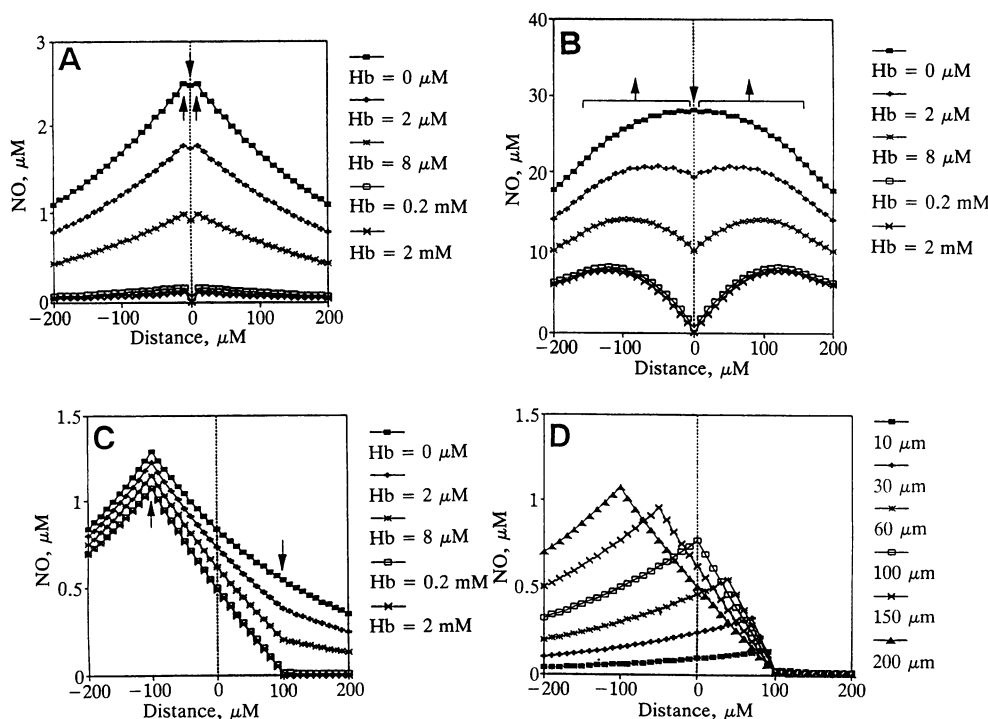 A
NO, μM
3
2
1
0
−200
−100
0
100
200
Distance, μM
Hb = 0 μM
Hb = 2 μM
Hb = 8 μM
Hb = 0.2 mM
Hb = 2 mM
B
NO, μM
40
30
20
10
0
−200
−100
0
100
200
Distance, μM
Hb = 0 μM
Hb = 2 μM
Hb = 8 μM
Hb = 0.2 mM
Hb = 2 mM
C
NO, μM
1.5
1
0.5
0
−200
−100
0
100
200
Distance, μM
Hb = 0 μM
Hb = 2 μM
Hb = 8 μM
Hb = 0.2 mM
Hb = 2 mM
D
NO, μM
1.5
1
0.5
0
−200
−100
0
100
200
Distance, μM
10 μm
30 μm
60 μm
100 μm
150 μm
200 μm